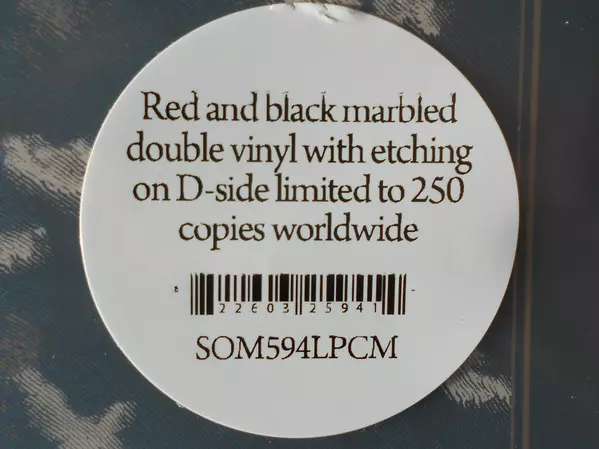 Red and black marbled
double vinyl with etching
on D-side limited to 250
copies worldwide
8 22603 25941
SOM594LPCM